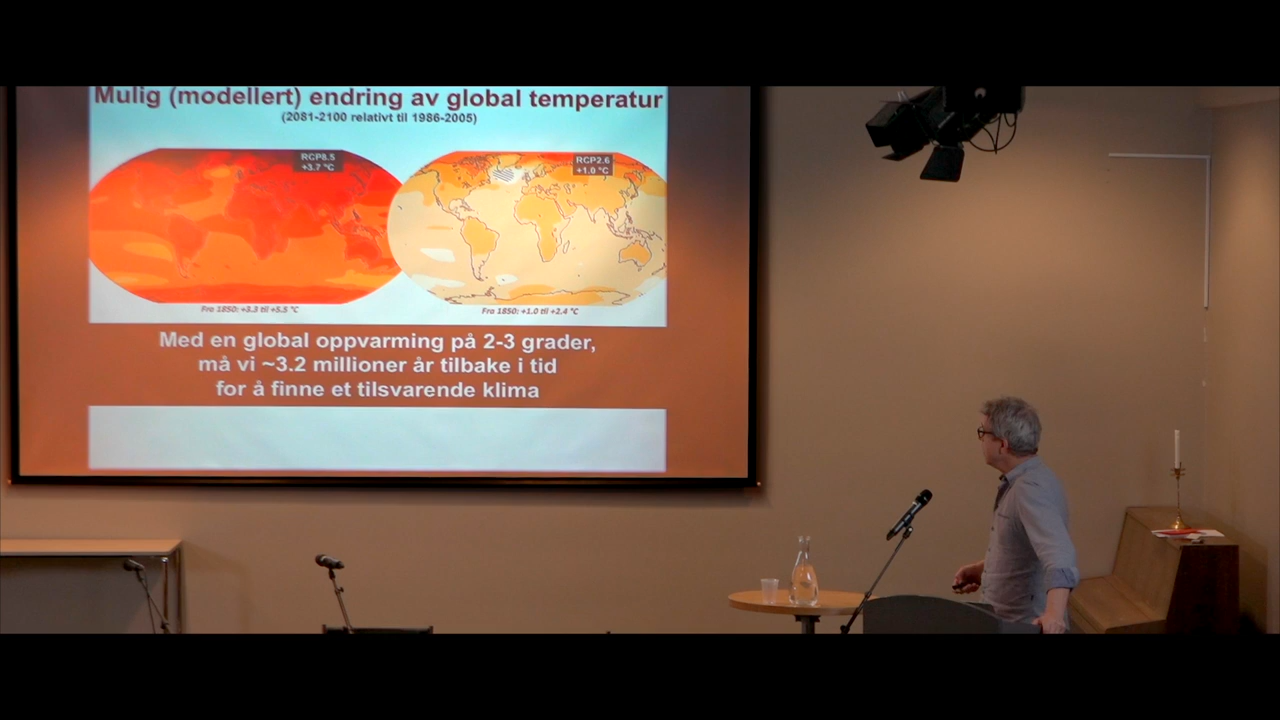 Mulig (modellert) endring av global temperatur
(2081-2100 relativt til 1986-2005)
RCP8.5
+3.7 °C
RCP2.6
+1.0 °C
Fra 1850: +3.3 til +5.5 °C
Fra 1850: +1.0 til +2.4 °C
Med en global oppvarming på 2-3 grader,
må vi ~3.2 millioner år tilbake i tid
for å finne et tilsvarende klima